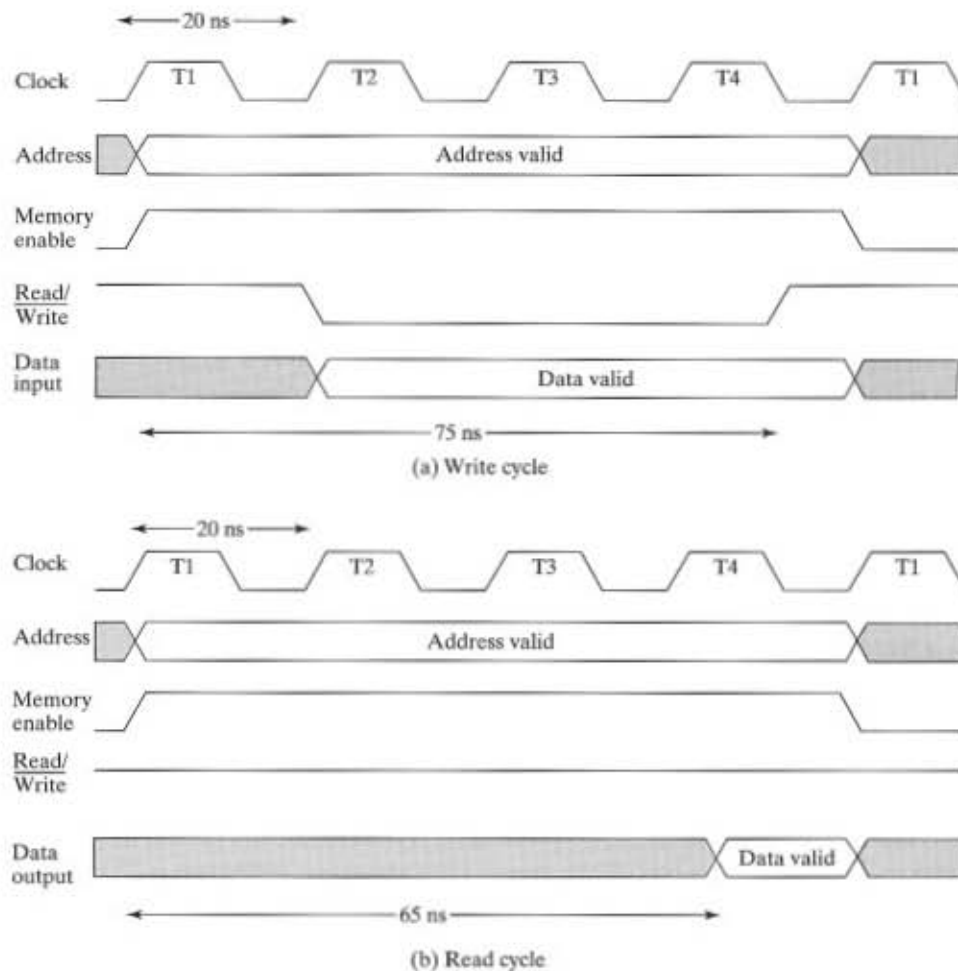 20 ns
Clock T1 T2 T3 T4 T1
Address Address valid
Memory
enable
Read/
Write
Data
input Data valid
75 ns
(a) Write cycle
20 ns
Clock T1 T2 T3 T4 T1
Address Address valid
Memory
enable
Read/
Write
Data
output Data valid
65 ns
(b) Read cycle